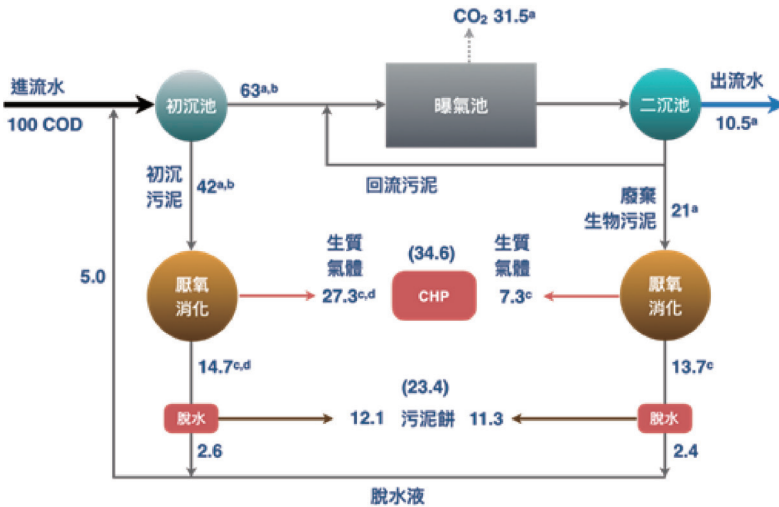 CO₂ 31.5ᵃ
進流水
100 COD
初沉池
63ᵃ,ᵇ
曝氣池
二沉池
出流水
10.5ᵃ
初沉
污泥
42ᵃ,ᵇ
回流污泥
廢棄
生物污泥
21ᵃ
5.0
厭氧
消化
生質
氣體
27.3ᶜ,ᵈ
(34.6)
CHP
生質
氣體
7.3ᶜ
厭氧
消化
14.7ᶜ,ᵈ
13.7ᶜ
脫水
(23.4)
12.1 污泥餅 11.3
脫水
2.6
2.4
脫水液